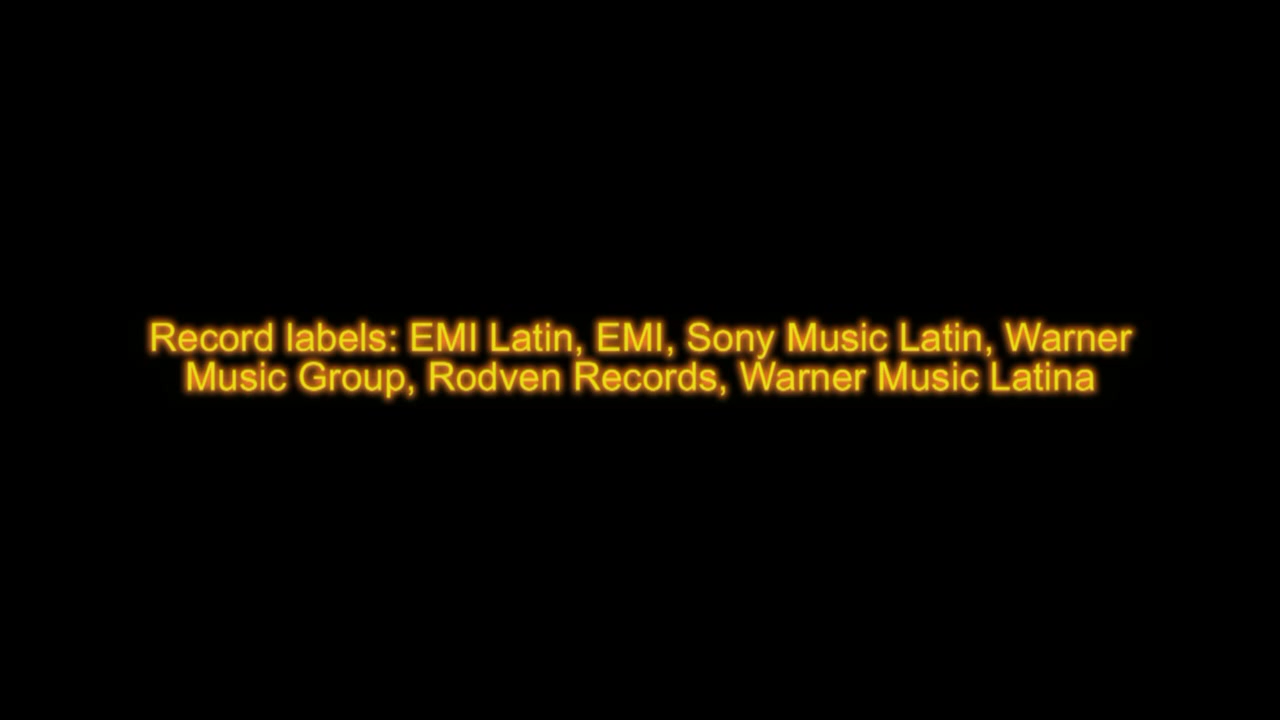 Record labels: EMI Latin, EMI, Sony Music Latin, Warner
Music Group, Rodven Records, Warner Music Latina